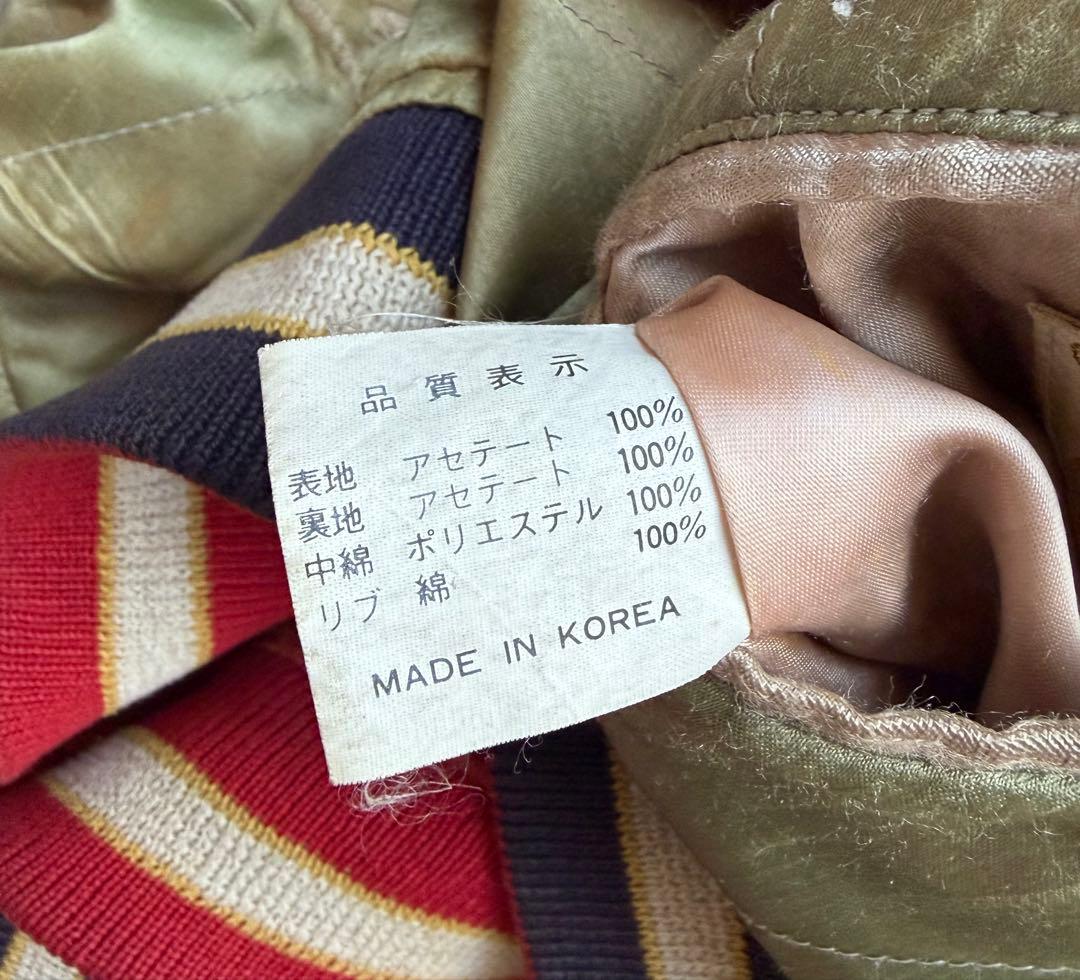 品質表示
表地 アセテート 100%
裏地 アセテート 100%
中綿 ポリエステル 100%
リブ 綿 100%
MADE IN KOREA